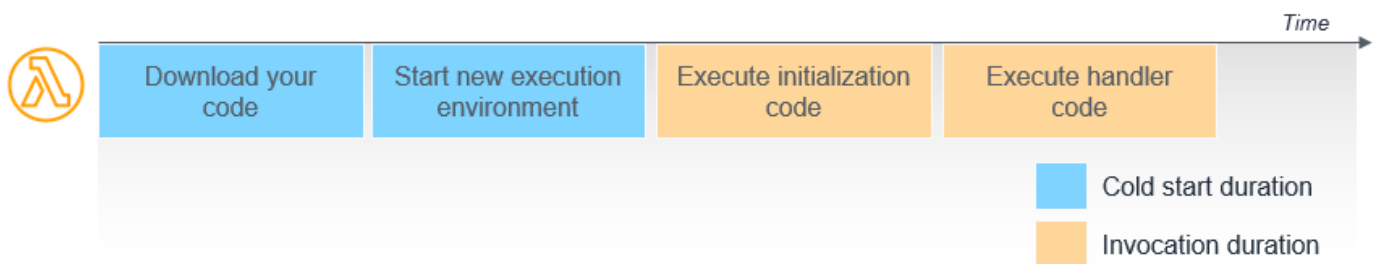 Time
Download your
code
Start new execution
environment
Execute initialization
code
Execute handler
code
Cold start duration
Invocation duration